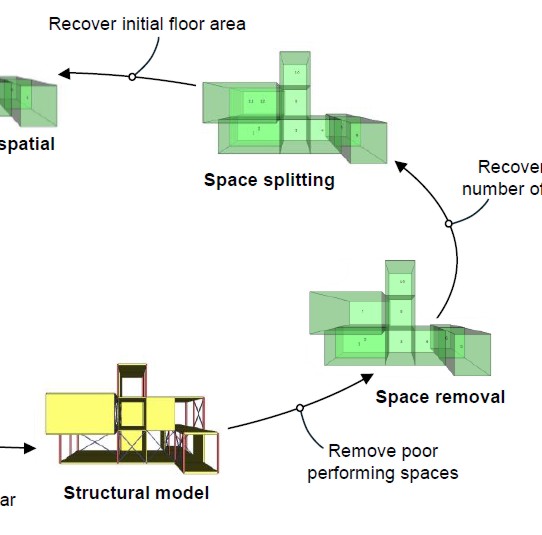 Recover initial floor area
spatial
Space splitting
Recover
number of
Space removal
Remove poor
performing spaces
Structural model
ar